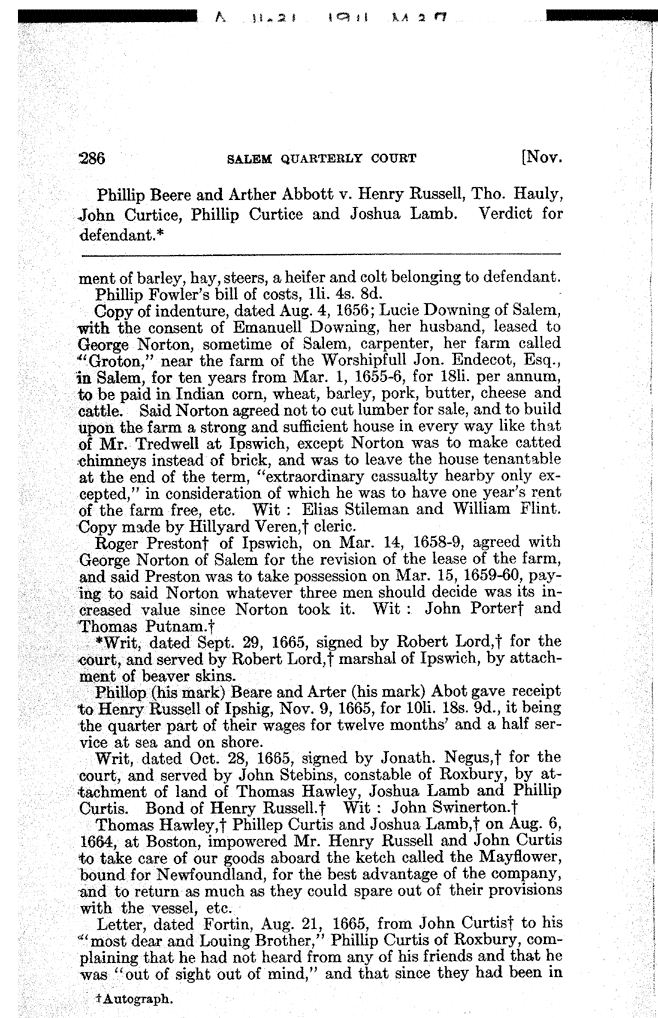 A 11-21 1911 M 27
286 SALEM QUARTERLY COURT [Nov.
Phillip Beere and Arther Abbott v. Henry Russell, Tho. Hauly,
John Curtice, Phillip Curtice and Joshua Lamb. Verdict for
defendant.*
ment of barley, hay, steers, a heifer and colt belonging to defendant.
Phillip Fowler's bill of costs, 1li. 4s. 8d.
Copy of indenture, dated Aug. 4, 1656; Lucie Downing of Salem,
with the consent of Emanuell Downing, her husband, leased to
George Norton, sometime of Salem, carpenter, her farm called
"Groton," near the farm of the Worshipfull Jon. Endecot, Esq.,
in Salem, for ten years from Mar. 1, 1655-6, for 18li. per annum,
to be paid in Indian corn, wheat, barley, pork, butter, cheese and
cattle. Said Norton agreed not to cut lumber for sale, and to build
upon the farm a strong and sufficient house in every way like that
of Mr. Tredwell at Ipswich, except Norton was to make catted
chimneys instead of brick, and was to leave the house tenantable
at the end of the term, "extraordinary cassualty hearby only ex-
cepted," in consideration of which he was to have one year's rent
of the farm free, etc. Wit : Elias Stileman and William Flint.
Copy made by Hillyard Veren,† cleric.
Roger Preston† of Ipswich, on Mar. 14, 1658-9, agreed with
George Norton of Salem for the revision of the lease of the farm,
and said Preston was to take possession on Mar. 15, 1659-60, pay-
ing to said Norton whatever three men should decide was its in-
creased value since Norton took it. Wit : John Porter† and
Thomas Putnam.†
*Writ, dated Sept. 29, 1665, signed by Robert Lord,† for the
court, and served by Robert Lord,† marshal of Ipswich, by attach-
ment of beaver skins.
Phillop (his mark) Beare and Arter (his mark) Abot gave receipt
to Henry Russell of Ipshig, Nov. 9, 1665, for 10li. 18s. 9d., it being
the quarter part of their wages for twelve months' and a half ser-
vice at sea and on shore.
Writ, dated Oct. 28, 1665, signed by Jonath. Negus,† for the
court, and served by John Stebins, constable of Roxbury, by at-
tachment of land of Thomas Hawley, Joshua Lamb and Phillip
Curtis. Bond of Henry Russell.† Wit : John Swinerton.†
Thomas Hawley,† Phillep Curtis and Joshua Lamb,† on Aug. 6,
1664, at Boston, impowered Mr. Henry Russell and John Curtis
to take care of our goods aboard the ketch called the Mayflower,
bound for Newfoundland, for the best advantage of the company,
and to return as much as they could spare out of their provisions
with the vessel, etc.
Letter, dated Fortin, Aug. 21, 1665, from John Curtis† to his
"most dear and Louing Brother," Phillip Curtis of Roxbury, com-
plaining that he had not heard from any of his friends and that he
was "out of sight out of mind," and that since they had been in
†Autograph.